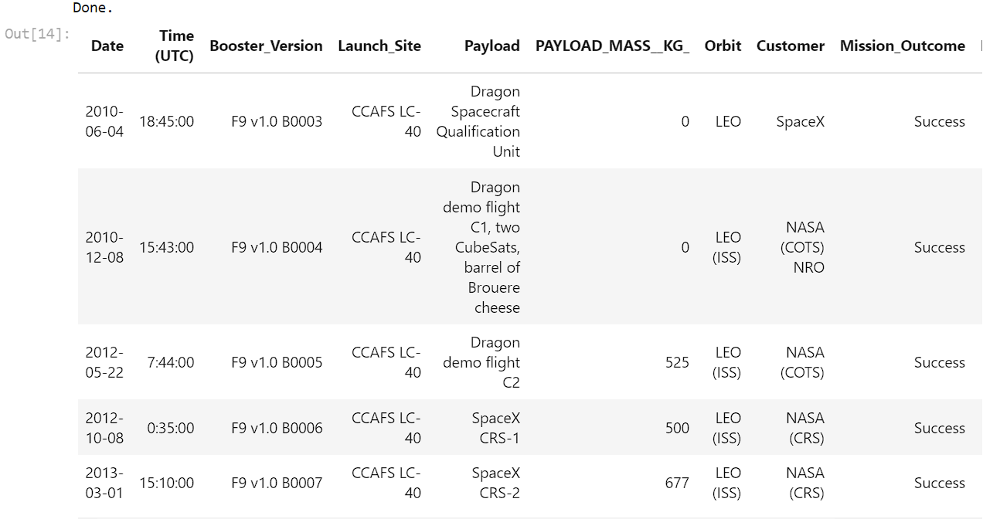 Done.
Out[14]:
Date Time (UTC) Booster_Version Launch_Site Payload PAYLOAD_MASS__KG_ Orbit Customer Mission_Outcome
2010-06-04 18:45:00 F9 v1.0 B0003 CCAFS LC-40 Dragon Spacecraft Qualification Unit 0 LEO SpaceX Success
2010-12-08 15:43:00 F9 v1.0 B0004 CCAFS LC-40 Dragon demo flight C1, two CubeSats, barrel of Brouere cheese 0 LEO (ISS) NASA (COTS) NRO Success
2012-05-22 7:44:00 F9 v1.0 B0005 CCAFS LC-40 Dragon demo flight C2 525 LEO (ISS) NASA (COTS) Success
2012-10-08 0:35:00 F9 v1.0 B0006 CCAFS LC-40 SpaceX CRS-1 500 LEO (ISS) NASA (CRS) Success
2013-03-01 15:10:00 F9 v1.0 B0007 CCAFS LC-40 SpaceX CRS-2 677 LEO (ISS) NASA (CRS) Success